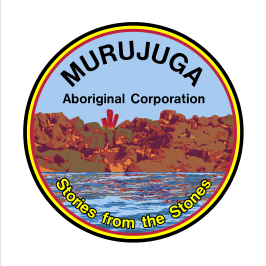 MURUJUGA
Aboriginal Corporation
Stories from the Stones